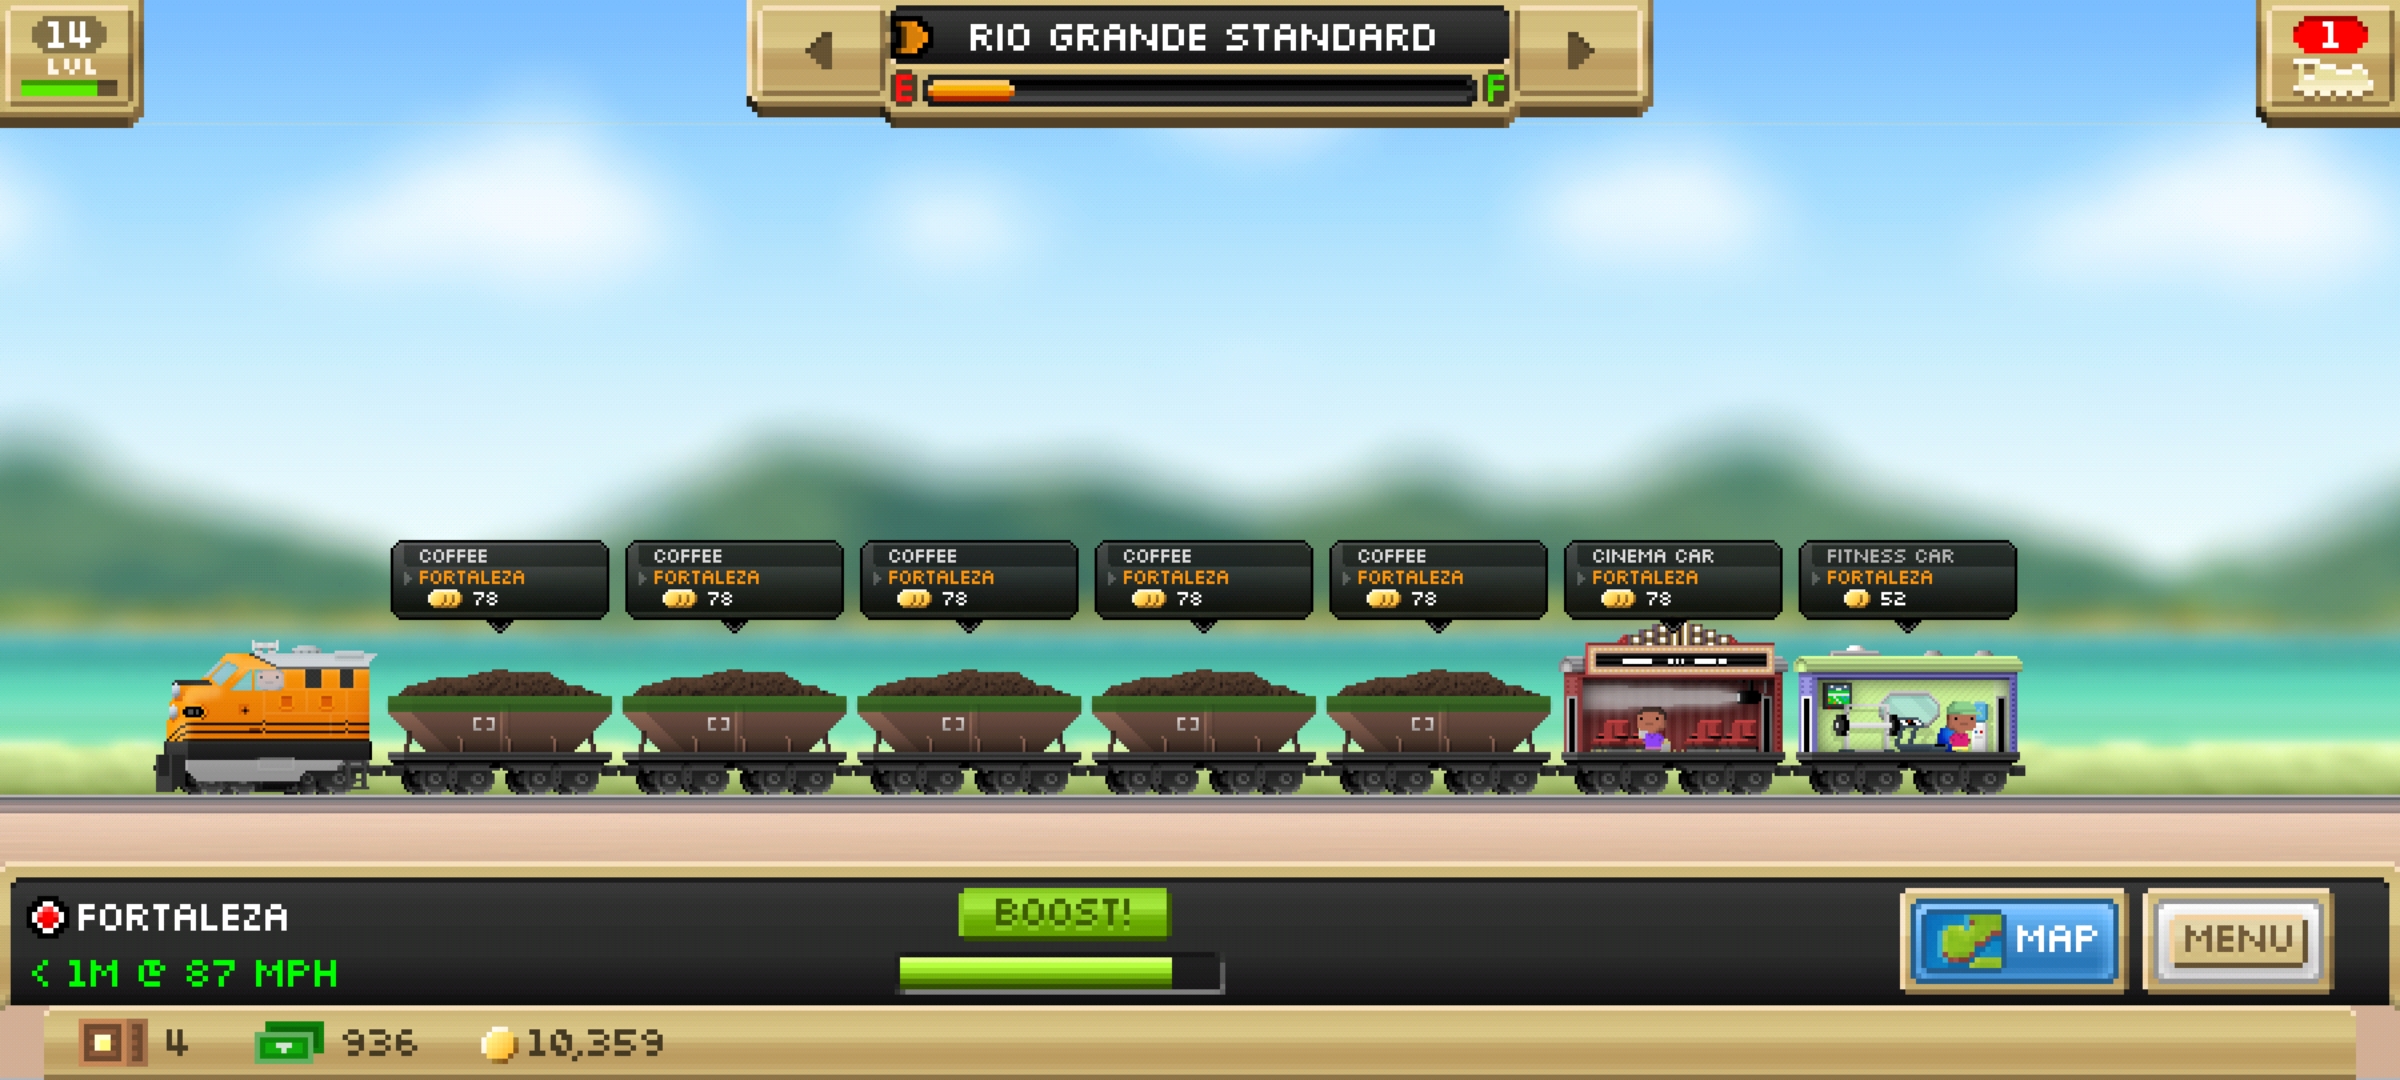 14
LVL
RIO GRANDE STANDARD
E F
1
COFFEE
FORTALEZA
78
COFFEE
FORTALEZA
78
COFFEE
FORTALEZA
78
COFFEE
FORTALEZA
78
COFFEE
FORTALEZA
78
CINEMA CAR
FORTALEZA
78
FITNESS CAR
FORTALEZA
52
FORTALEZA
< 1M @ 87 MPH
BOOST!
MAP
MENU
4
936
10,359